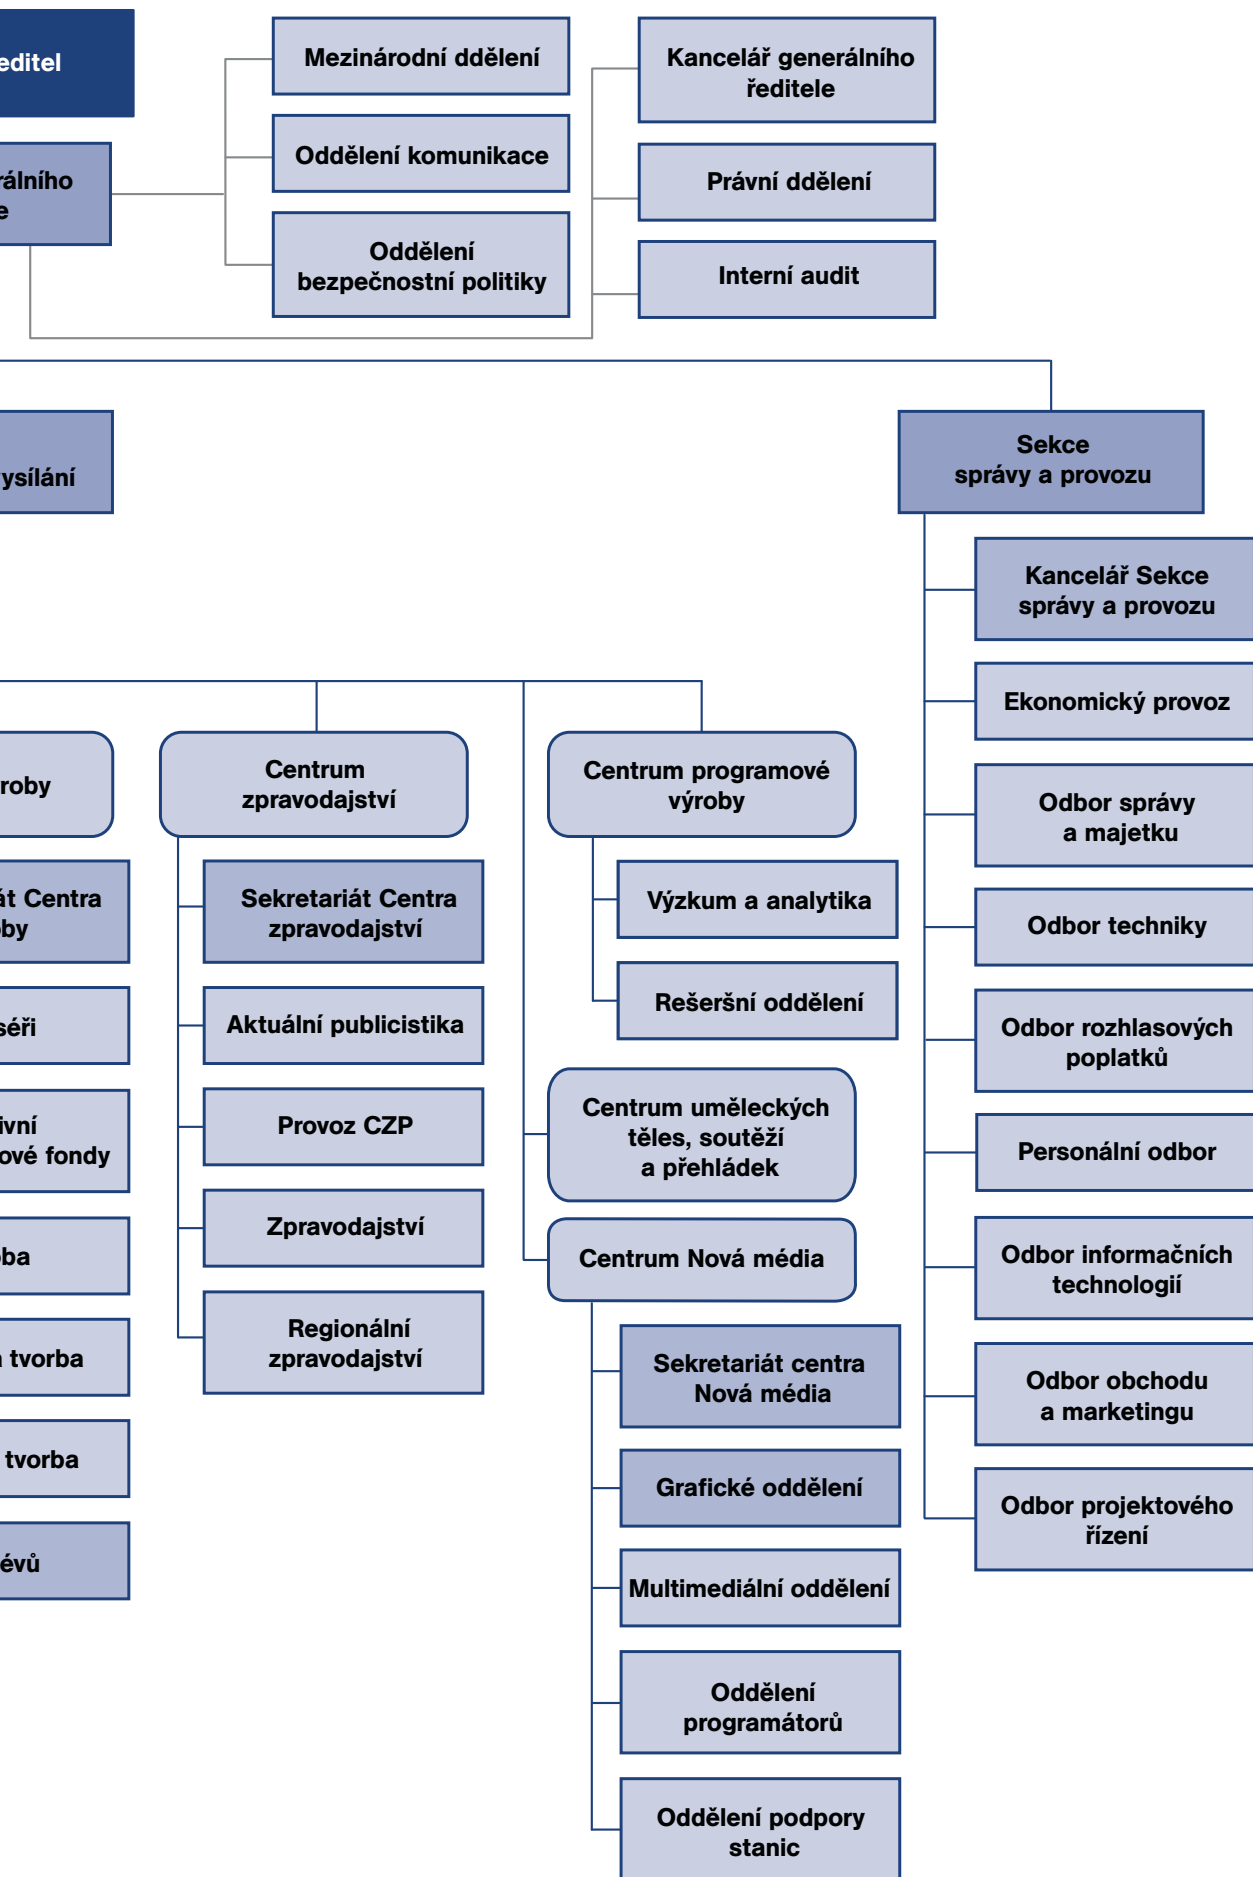 editel
Mezinárodní ddělení
Kancelář generálního
ředitele
Oddělení komunikace
rálního
e
Právní ddělení
Oddělení
bezpečnostní politiky
Interní audit
ysílání
Sekce
správy a provozu
Kancelář Sekce
správy a provozu
Ekonomický provoz
Odbor správy
a majetku
Odbor techniky
Odbor rozhlasových
poplatků
Personální odbor
Odbor informačních
technologií
Odbor obchodu
a marketingu
Odbor projektového
řízení
roby
át Centra
by
séři
ivní
ové fondy
ba
tvorba
tvorba
évů
Centrum
zpravodajství
Sekretariát Centra
zpravodajství
Aktuální publicistika
Provoz CZP
Zpravodajství
Regionální
zpravodajství
Centrum programové
výroby
Výzkum a analytika
Rešeršní oddělení
Centrum uměleckých
těles, soutěží
a přehládek
Centrum Nová média
Sekretariát centra
Nová média
Grafické oddělení
Multimediální oddělení
Oddělení
programátorů
Oddělení podpory
stanic